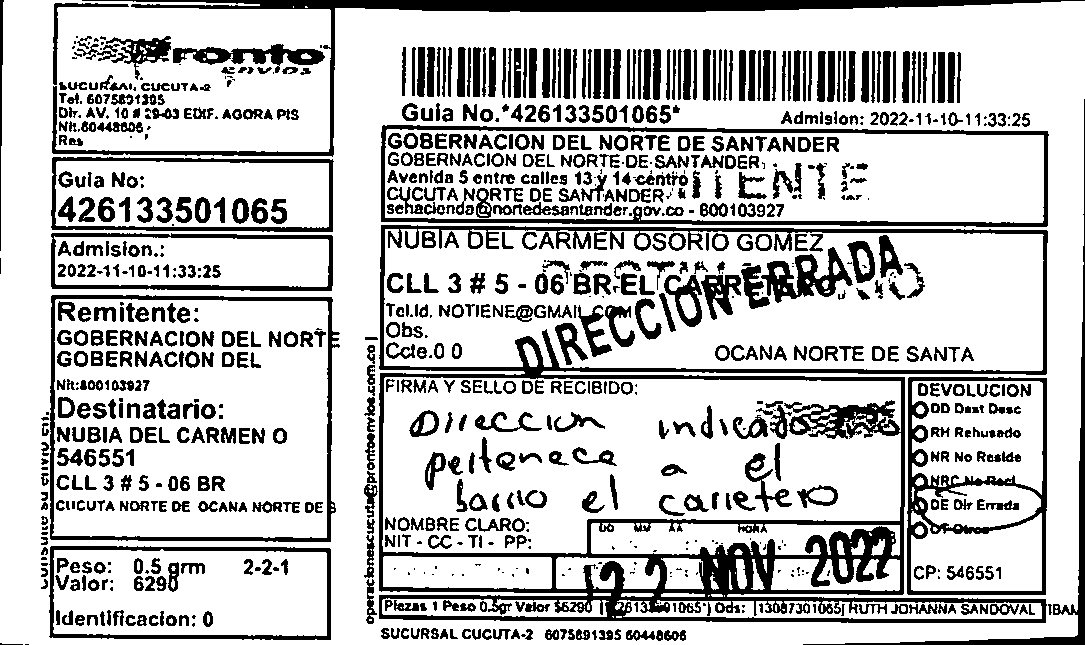 Pronto
envios
SUCURSAL CUCUTA-2
Tel. 6075891395
Dir. AV. 10 # 29-03 EDIF. AGORA PIS
Nit.60448606
Res
Guia No:
426133501065
Admision.:
2022-11-10-11:33:25
Remitente:
GOBERNACION DEL NORTE
GOBERNACION DEL
Nit:800103927
Destinatario:
NUBIA DEL CARMEN O
546551
CLL 3 # 5 - 06 BR
CUCUTA NORTE DE OCANA NORTE DE S
Peso: 0.5 grm 2-2-1
Valor: 6290
Identificacion: 0
operacionescucuta@prontoenvios.com.co |
Guia No.*426133501065*
Admision: 2022-11-10-11:33:25
GOBERNACION DEL NORTE DE SANTANDER
GOBERNACION DEL NORTE-DE-SANTANDER
Avenida 5 entre calles 13 y 14 centro
CUCUTA NORTE DE SANTANDER
sehacienda@nortedesantander.gov.co - 800103927
NUBIA DEL CARMEN OSORIO GOMEZ
CLL 3 # 5 - 06 BR EL CARRETERO
Tel.Id. NOTIENE@GMAIL.COM
Obs.
Ccte.0 0
OCANA NORTE DE SANTA
DIRECCION ERRADA
FIRMA Y SELLO DE RECIBIDO:
Direccion indicada no
pertenece a el
barrio el carretero
NOMBRE CLARO:
NIT - CC - TI - PP:
DD MM AA HORA
22 NOV 2022
DEVOLUCION
DD Dest Desc
RH Rehusado
NR No Reside
NRC No Recl
DE Dir Errada
OT Otros
CP: 546551
Piezas 1 Peso 0.5gr Valor $6290 [*426133501065*] Ods: [13087301065] RUTH JOHANNA SANDOVAL TIBAM
SUCURSAL CUCUTA-2 6075891395 60448606